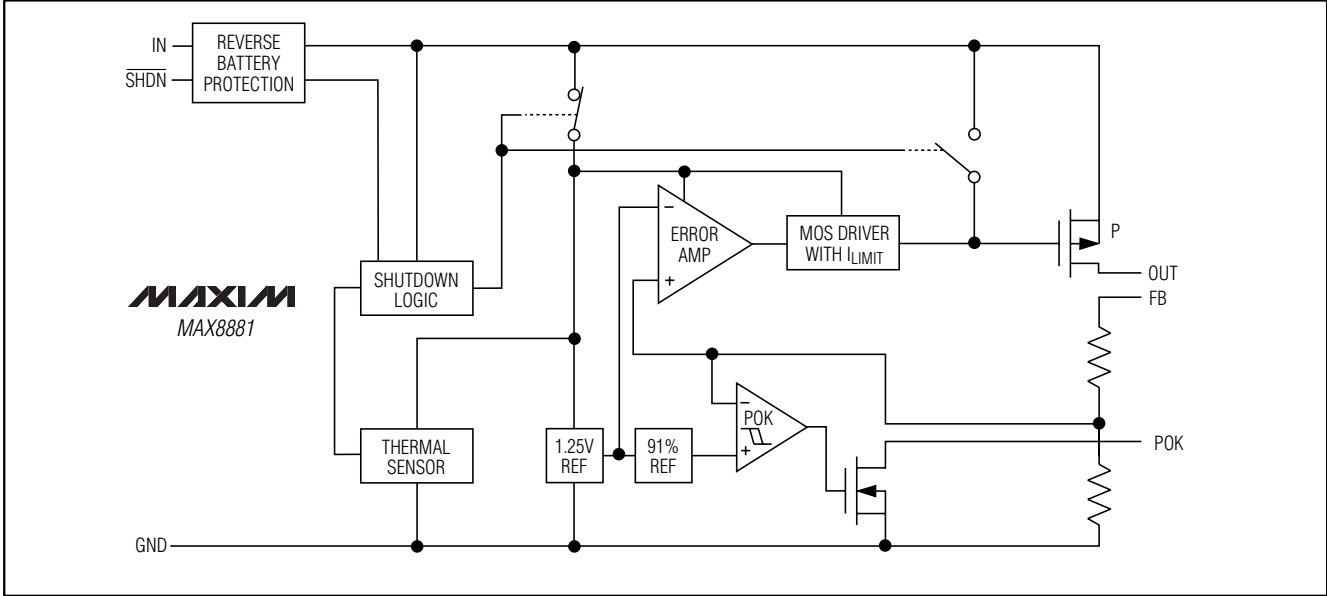 IN
SHDN
REVERSE
BATTERY
PROTECTION
SHUTDOWN
LOGIC
MAXIM
MAX8881
THERMAL
SENSOR
ERROR
AMP
−
+
MOS DRIVER
WITH ILIMIT
P
OUT
FB
1.25V
REF
91%
REF
−
POK
+
POK
GND